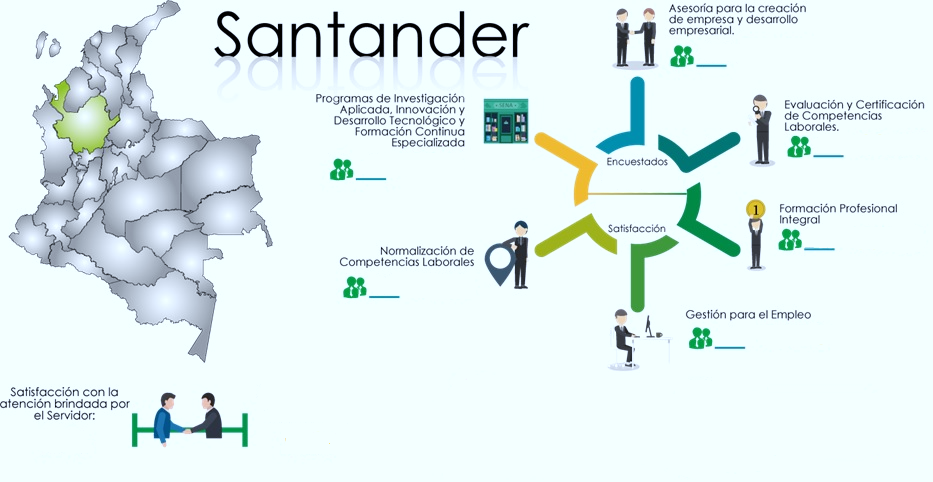 Santander
Asesoría para la creación
de empresa y desarrollo
empresarial.
Programas de Investigación
Aplicada, Innovación y
Desarrollo Tecnológico y
Formación Continua
Especializada
SENA
Evaluación y Certificación
de Competencias
Laborales.
Encuestados
1
Formación Profesional
Integral
Satisfacción
Normalización de
Competencias Laborales
Gestión para el Empleo
Satisfacción con la
atención brindada por
el Servidor: